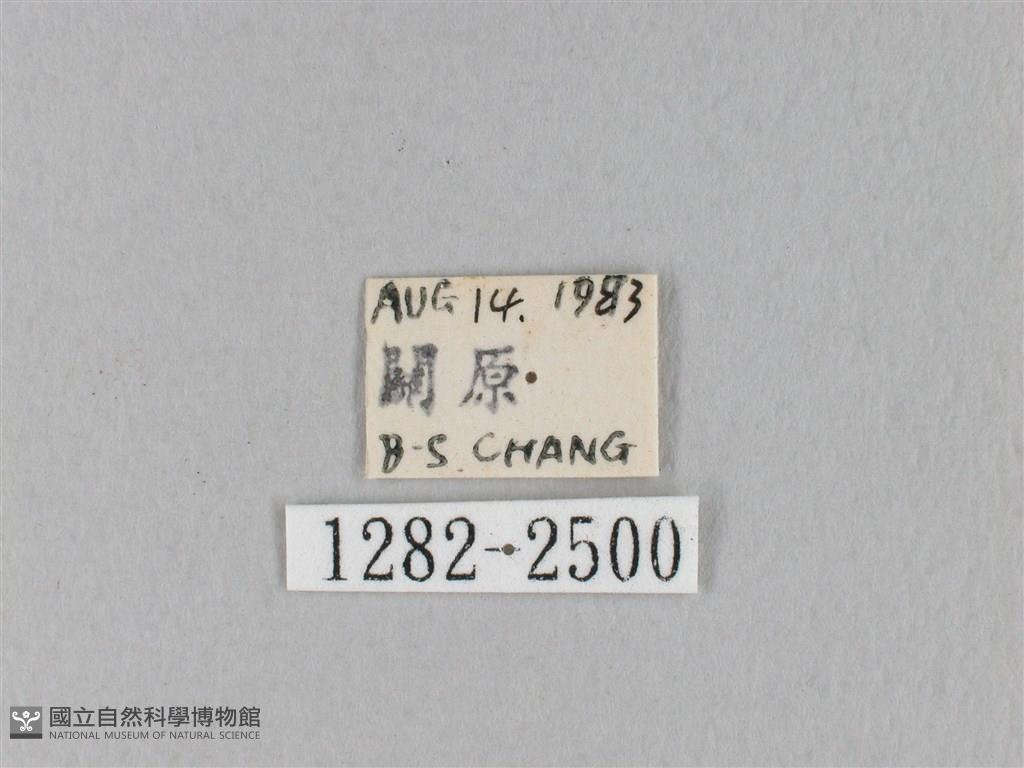 AUG 14. 1983
關原
B-S CHANG
1282-2500
國立自然科學博物館
NATIONAL MUSEUM OF NATURAL SCIENCE